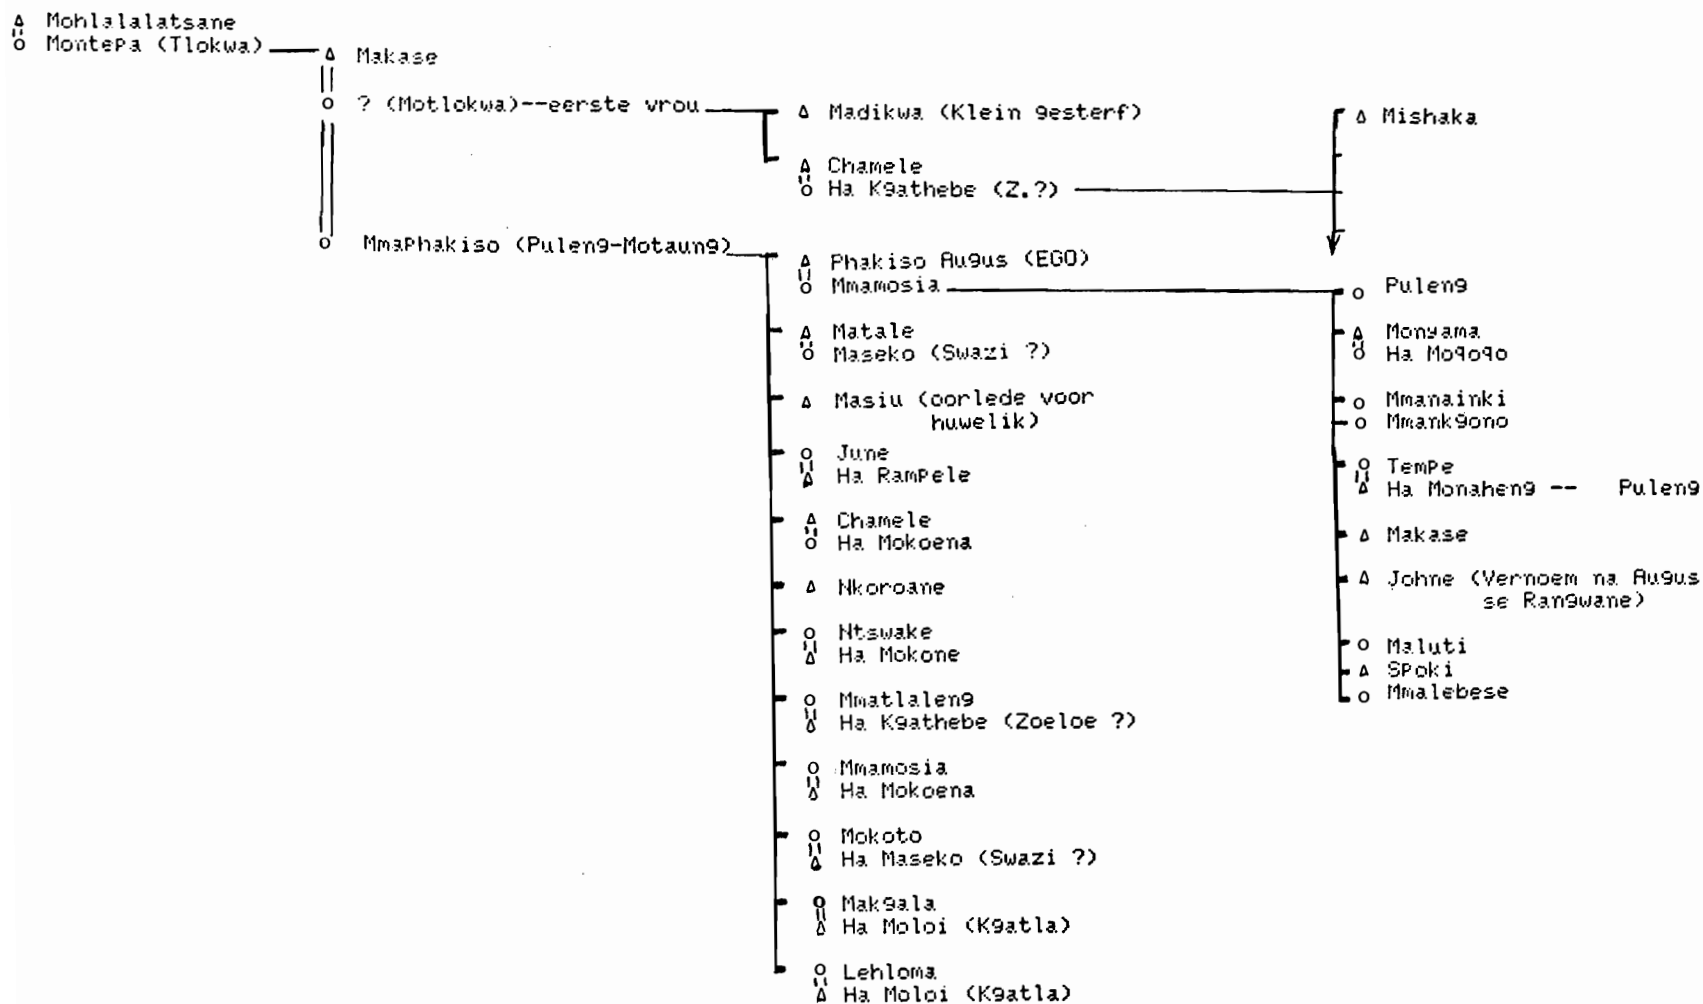 Mohlalalatsane
Montepa (Tlokwa)
Makase
? (Motlokwa)--eerste vrou
MmaPhakiso (Puleng-Motaung)
Madikwa (Klein gesterf)
Chamele
Ha Kgathebe (Z.?)
Phakiso Augus (EGO)
Mmamosia
Matale
Maseko (Swazi ?)
Masiu (oorlede voor
huwelik)
June
Ha Rampele
Chamele
Ha Mokoena
Nkoroane
Ntswake
Ha Mokone
Mmatlaleng
Ha Kgathebe (Zoeloe ?)
Mmamosia
Ha Mokoena
Mokoto
Ha Maseko (Swazi ?)
Makgala
Ha Moloi (Kgatla)
Lehloma
Ha Moloi (Kgatla)
Mishaka
Puleng
Monyama
Ha Moqoqo
Mmanainki
Mmankgono
Tempe
Ha Monaheng -- Puleng
Makase
Johne (Vernoem na Augus
se Rangwane)
Maluti
Spoki
Mmalebese